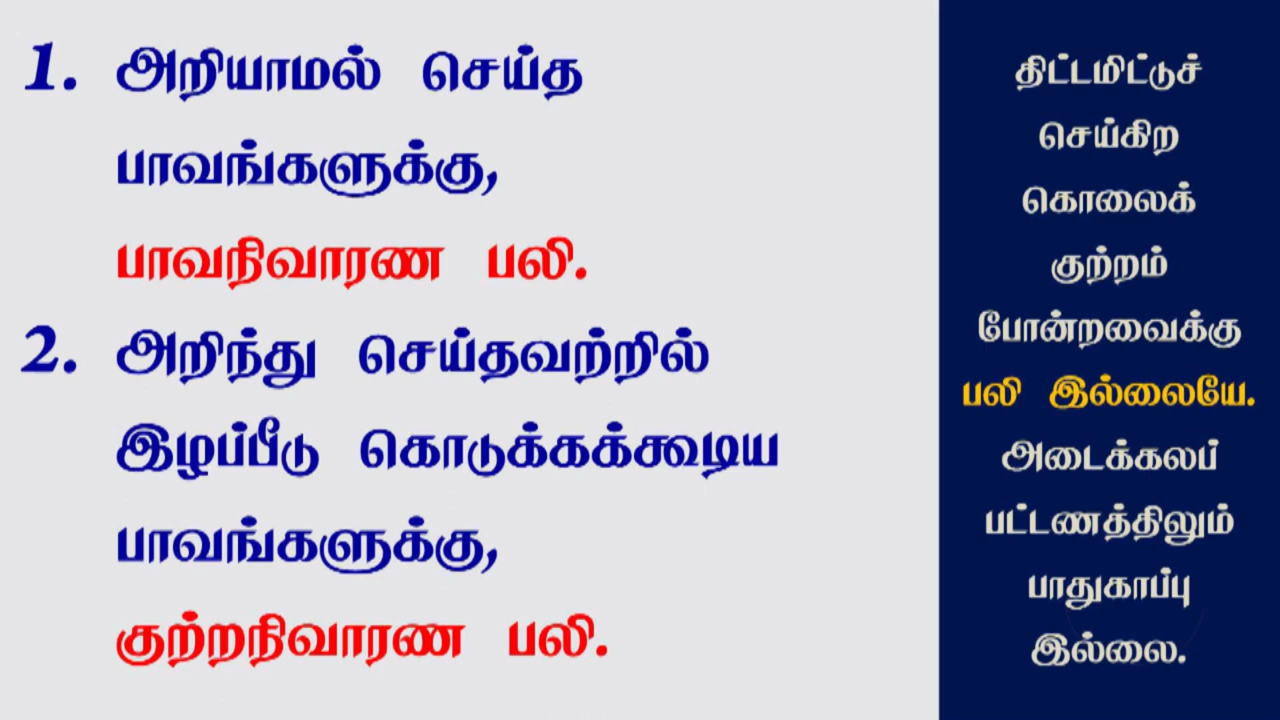 1. அறியாமல் செய்த
பாவங்களுக்கு,
பாவநிவாரண பலி.
2. அறிந்து செய்தவற்றில்
இழப்பீடு கொடுக்கக்கூடிய
பாவங்களுக்கு,
குற்றநிவாரண பலி.
திட்டமிட்டுச்
செய்கிற
கொலைக்
குற்றம்
போன்றவைக்கு
பலி இல்லையே.
அடைக்கலப்
பட்டணத்திலும்
பாதுகாப்பு
இல்லை.